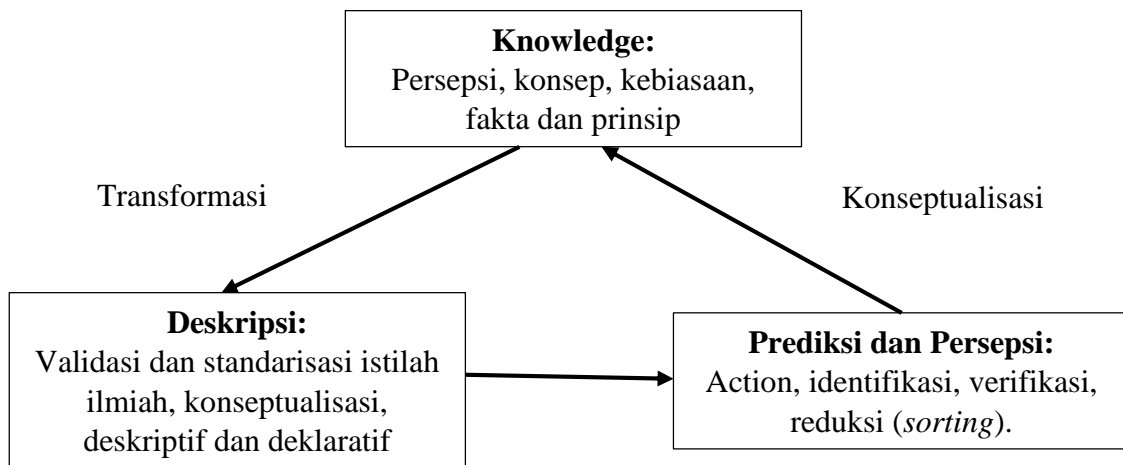 Knowledge:
Persepsi, konsep, kebiasaan,
fakta dan prinsip
Transformasi
Konseptualisasi
Deskripsi:
Validasi dan standarisasi istilah
ilmiah, konseptualisasi,
deskriptif dan deklaratif
Prediksi dan Persepsi:
Action, identifikasi, verifikasi,
reduksi (sorting).